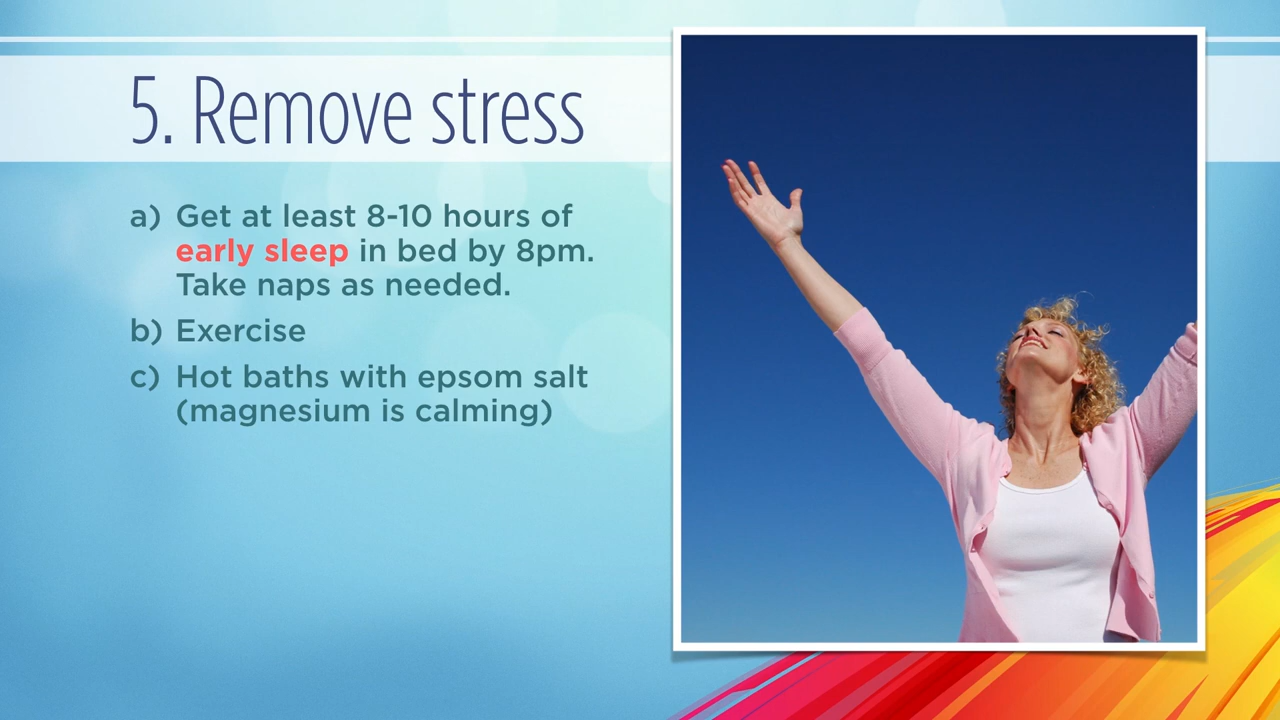 5. Remove stress
a) Get at least 8-10 hours of
early sleep in bed by 8pm.
Take naps as needed.
b) Exercise
c) Hot baths with epsom salt
(magnesium is calming)